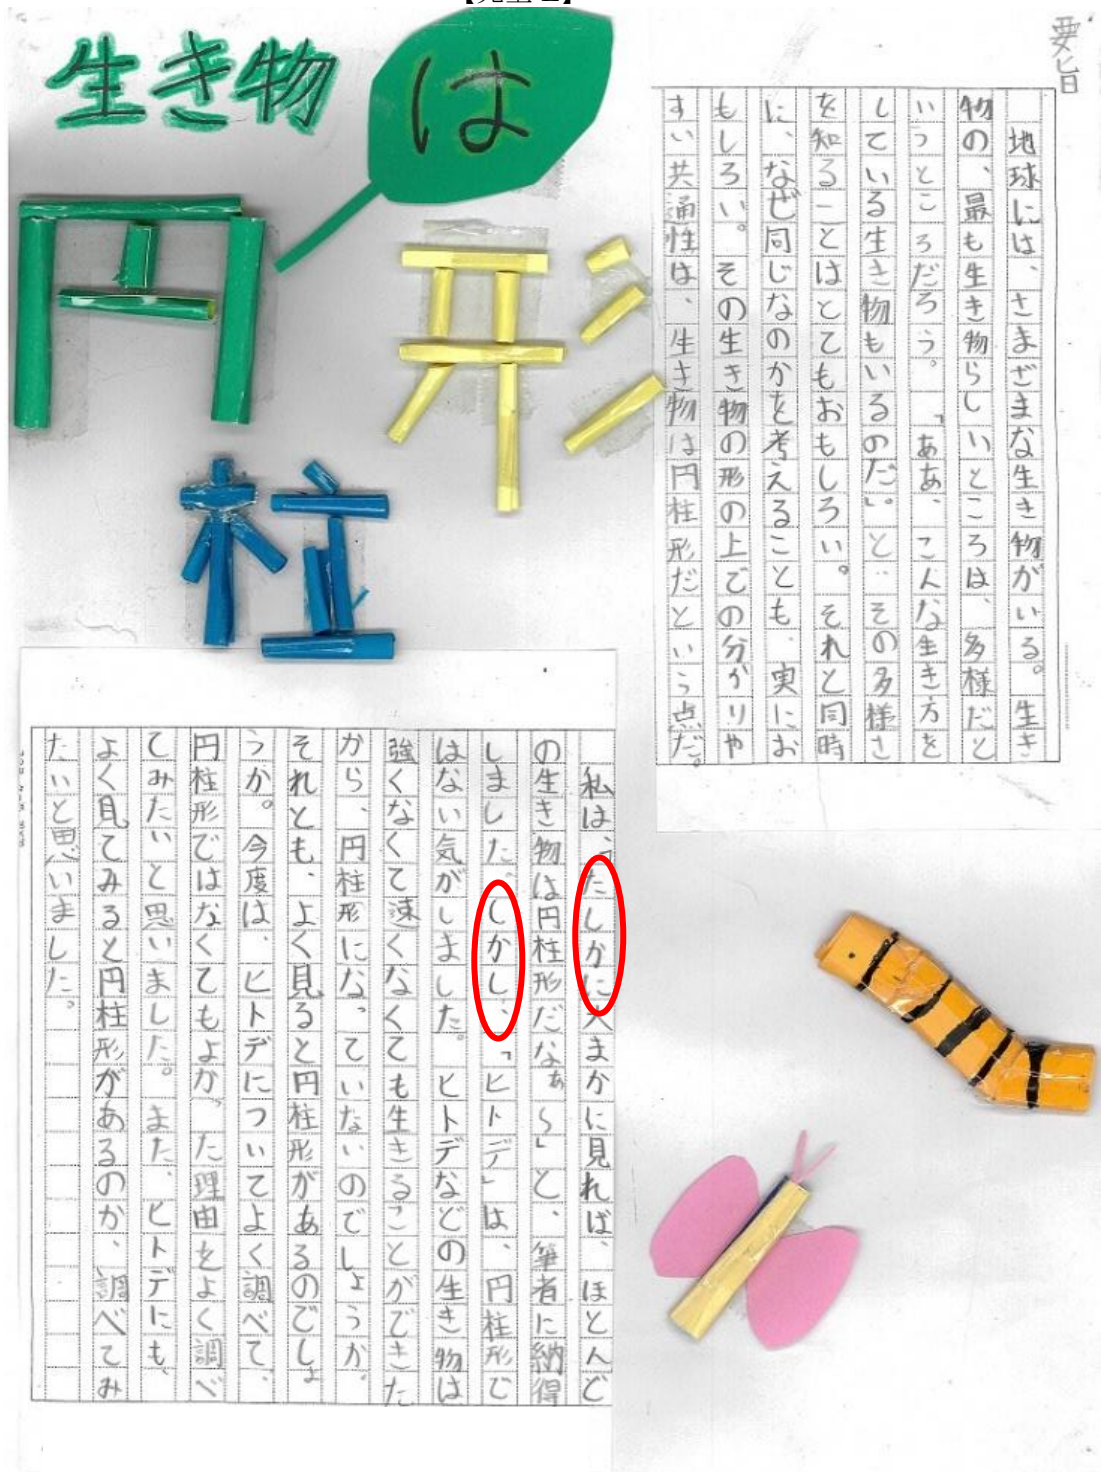 生き物は
円柱形
要旨
地球には、さまざまな生き物がいる。生き
物の、最も生き物らしいところは、多様だと
いうところだろう。「ああ、こんな生き方を
している生き物もいるのだ。」と、その多様さ
を知ることはとてもおもしろい。それと同時
に、なぜ同じなのかを考えることも、実にお
もしろい。その生き物の形の上での分かりや
すい共通性は、生き物は円柱形だという点だ。
私は、「たしかに大まかに見れば、ほとんど
の生き物は円柱形だなぁ〜」と、筆者に納得
しました。しかし、「ヒトデ」は、円柱形で
はない気がしました。ヒトデなどの生き物は
強くなくて速くなくても生きることができた
から、円柱形になっていないのでしょうか。
それとも、よく見ると円柱形があるのでしょ
うか。今度は、ヒトデについてよく調べて、
円柱形ではなくてもよかった理由をよく調べ
てみたいと思いました。また、ヒトデにも、
よく見てみると円柱形があるのか、調べてみ
たいと思いました。